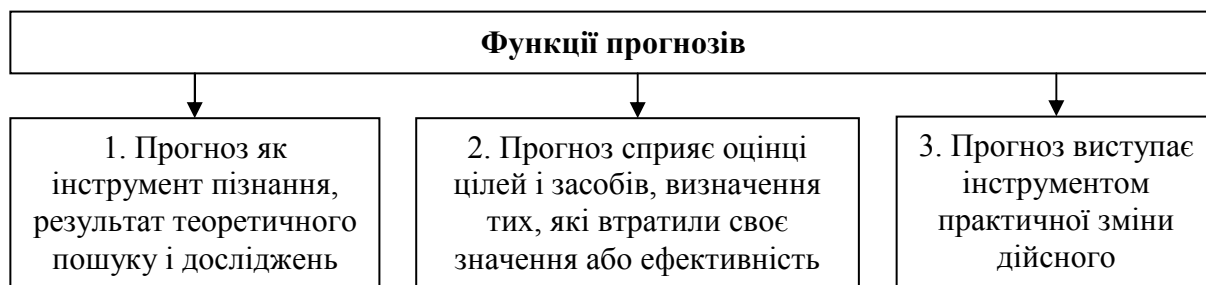 Функції прогнозів
1. Прогноз як
інструмент пізнання,
результат теоретичного
пошуку і досліджень
2. Прогноз сприяє оцінці
цілей і засобів, визначення
тих, які втратили своє
значення або ефективність
3. Прогноз виступає
інструментом
практичної зміни
дійсного